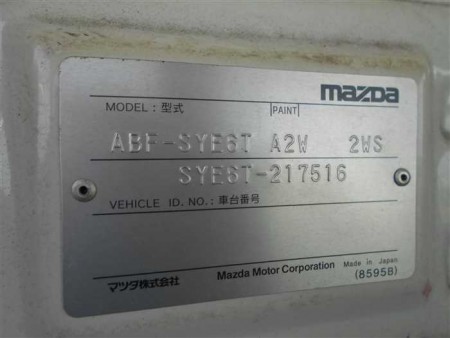 mazda
MODEL: 型式 PAINT
ABF-SYE6T A2W 2WS
SYE6T-217516
VEHICLE ID. NO.: 車台番号
マツダ株式会社 Mazda Motor Corporation Made in Japan
(8595B)